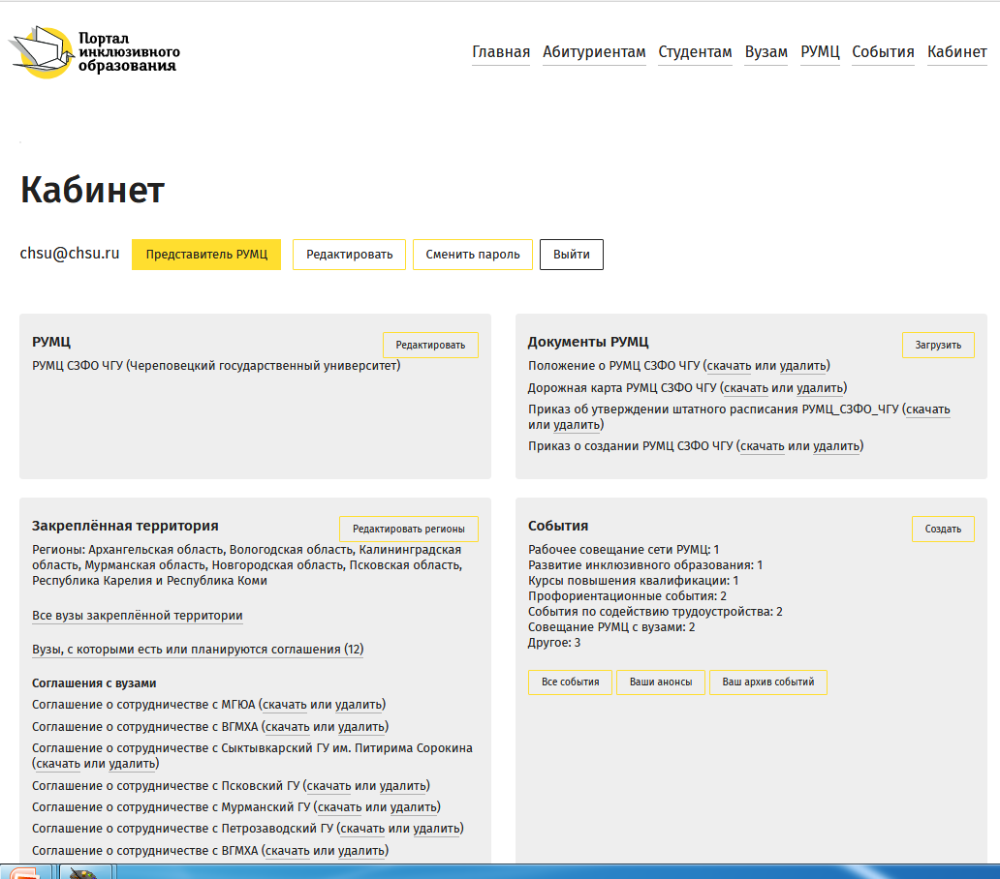 Портал
инклюзивного
образования
Главная Абитуриентам Студентам Вузам РУМЦ События Кабинет
Кабинет
chsu@chsu.ru Представитель РУМЦ Редактировать Сменить пароль Выйти
РУМЦ
Редактировать
РУМЦ СЗФО ЧГУ (Череповецкий государственный университет)
Документы РУМЦ
Загрузить
Положение о РУМЦ СЗФО ЧГУ (скачать или удалить)
Дорожная карта РУМЦ СЗФО ЧГУ (скачать или удалить)
Приказ об утверждении штатного расписания РУМЦ_СЗФО_ЧГУ (скачать
или удалить)
Приказ о создании РУМЦ СЗФО ЧГУ (скачать или удалить)
Закреплённая территория
Редактировать регионы
Регионы: Архангельская область, Вологодская область, Калининградская
область, Мурманская область, Новгородская область, Псковская область,
Республика Карелия и Республика Коми
Все вузы закреплённой территории
Вузы, с которыми есть или планируются соглашения (12)
Соглашения с вузами
Соглашение о сотрудничестве с МГЮА (скачать или удалить)
Соглашение о сотрудничестве с ВГМХА (скачать или удалить)
Соглашение о сотрудничестве с Сыктывкарский ГУ им. Питирима Сорокина
(скачать или удалить)
Соглашение о сотрудничестве с Псковский ГУ (скачать или удалить)
Соглашение о сотрудничестве с Мурманский ГУ (скачать или удалить)
Соглашение о сотрудничестве с Петрозаводский ГУ (скачать или удалить)
Соглашение о сотрудничестве с ВГМХА (скачать или удалить)
События
Создать
Рабочее совещание сети РУМЦ: 1
Развитие инклюзивного образования: 1
Курсы повышения квалификации: 1
Профориентационные события: 2
События по содействию трудоустройства: 2
Совещание РУМЦ с вузами: 2
Другое: 3
Все события Ваши анонсы Ваш архив событий